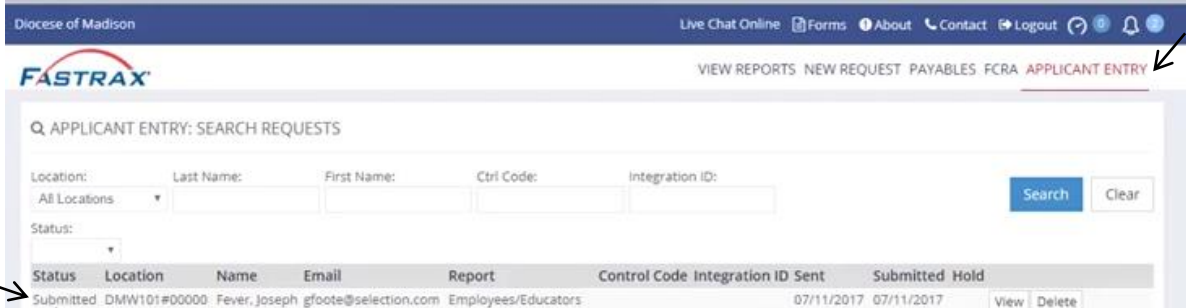 Diocese of Madison Live Chat Online Forms About Contact Logout 0 2
FASTRAX VIEW REPORTS NEW REQUEST PAYABLES FCRA APPLICANT ENTRY
APPLICANT ENTRY: SEARCH REQUESTS
Location: Last Name: First Name: Ctrl Code: Integration ID:
All Locations Search Clear
Status:
Status Location Name Email Report Control Code Integration ID Sent Submitted Hold
Submitted DMW101#00000 Fever, Joseph gfoote@selection.com Employees/Educators 07/11/2017 07/11/2017 View Delete